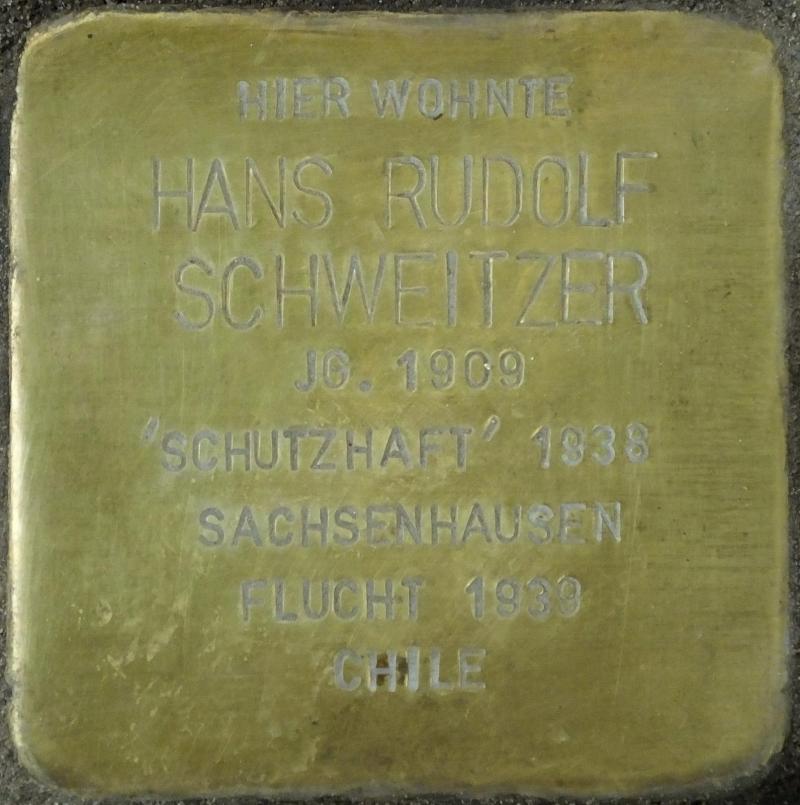 HIER WOHNTE
HANS RUDOLF
SCHWEITZER
JG. 1909
'SCHUTZHAFT' 1938
SACHSENHAUSEN
FLUCHT 1939
CHILE